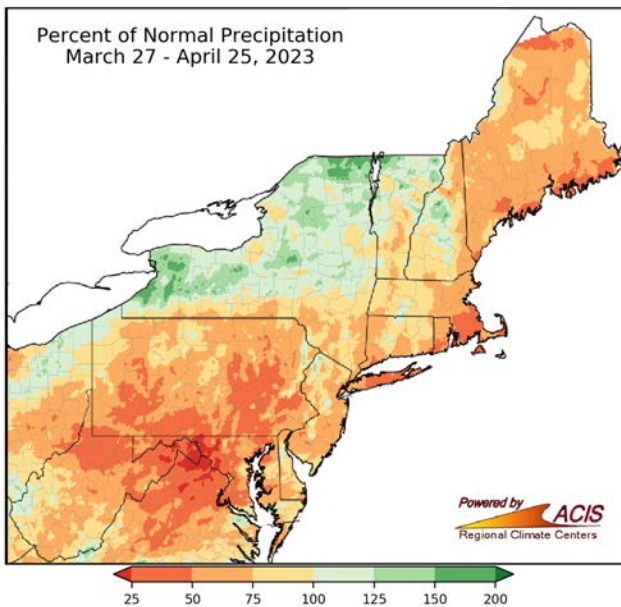 Percent of Normal Precipitation
March 27 - April 25, 2023
Powered by
ACIS
Regional Climate Centers
25 50 75 100 125 150 200